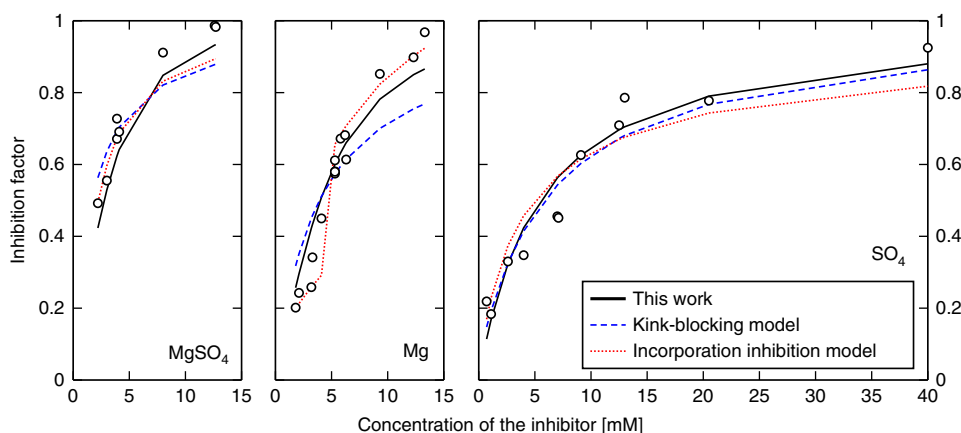 1
0.8
0.6
0.4
0.2
0
Inhibition factor
0 5 10 15
MgSO4
0 5 10 15
Mg
0 5 10 15 20 25 30 35 40
SO4
This work
Kink-blocking model
Incorporation inhibition model
1
0.8
0.6
0.4
0.2
0
Concentration of the inhibitor [mM]